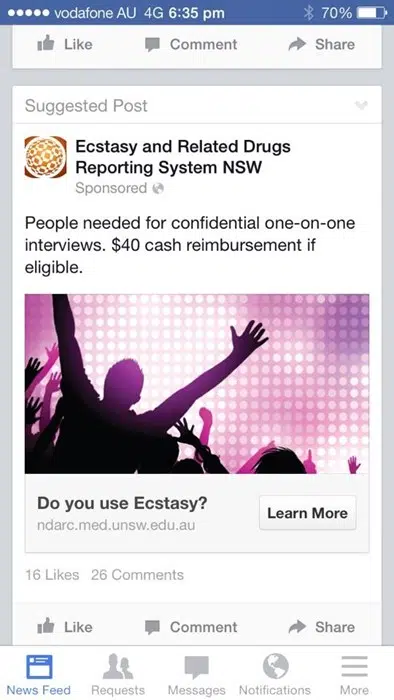 vodafone AU 4G 6:35 pm 70%
Like Comment Share
Suggested Post
Ecstasy and Related Drugs
Reporting System NSW
Sponsored
People needed for confidential one-on-one
interviews. $40 cash reimbursement if
eligible.
Do you use Ecstasy?
ndarc.med.unsw.edu.au
Learn More
16 Likes 26 Comments
Like Comment Share
News Feed Requests Messages Notifications More